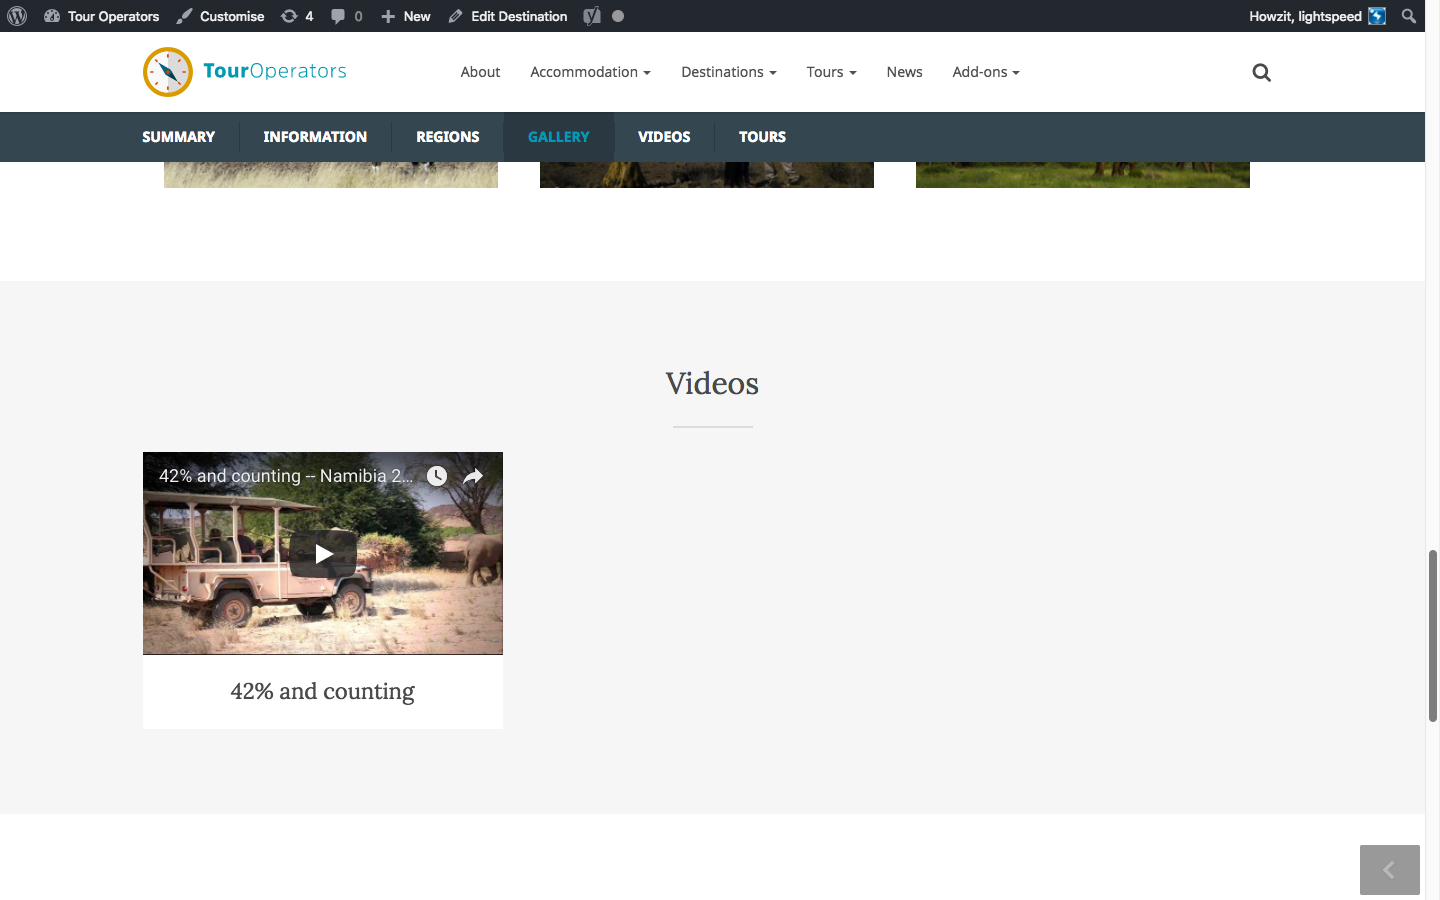 Tour Operators Customise 4 0 New Edit Destination Howzit, lightspeed
TourOperators About Accommodation Destinations Tours News Add-ons
SUMMARY INFORMATION REGIONS GALLERY VIDEOS TOURS
Videos
42% and counting -- Namibia 2...
42% and counting